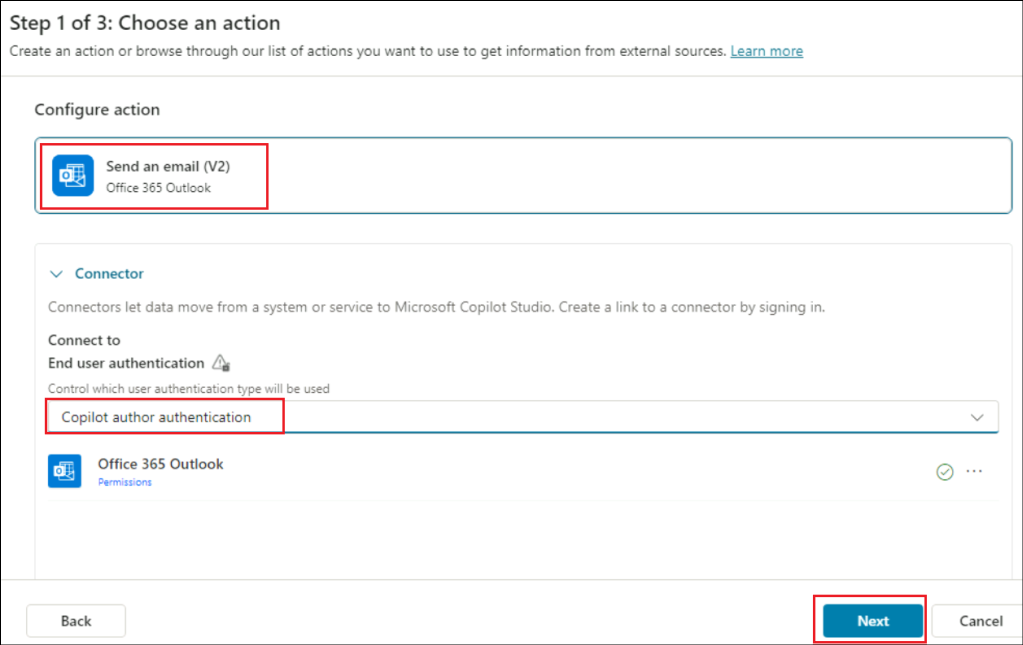 Step 1 of 3: Choose an action
Create an action or browse through our list of actions you want to use to get information from external sources. Learn more
Configure action
Send an email (V2)
Office 365 Outlook
Connector
Connectors let data move from a system or service to Microsoft Copilot Studio. Create a link to a connector by signing in.
Connect to
End user authentication
Control which user authentication type will be used
Copilot author authentication
Office 365 Outlook
Permissions
Back
Next
Cancel